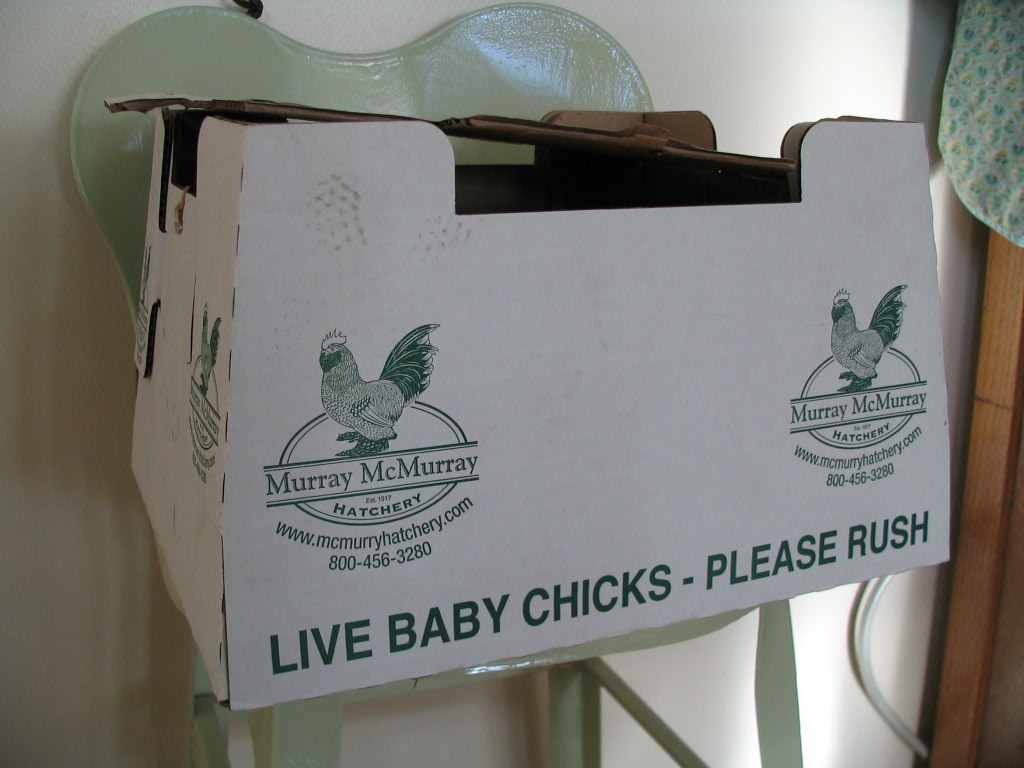 Murray McMurray
Est. 1917
HATCHERY
www.mcmurryhatchery.com
800-456-3280
Murray McMurray
Est. 1917
HATCHERY
www.mcmurryhatchery.com
800-456-3280
LIVE BABY CHICKS - PLEASE RUSH